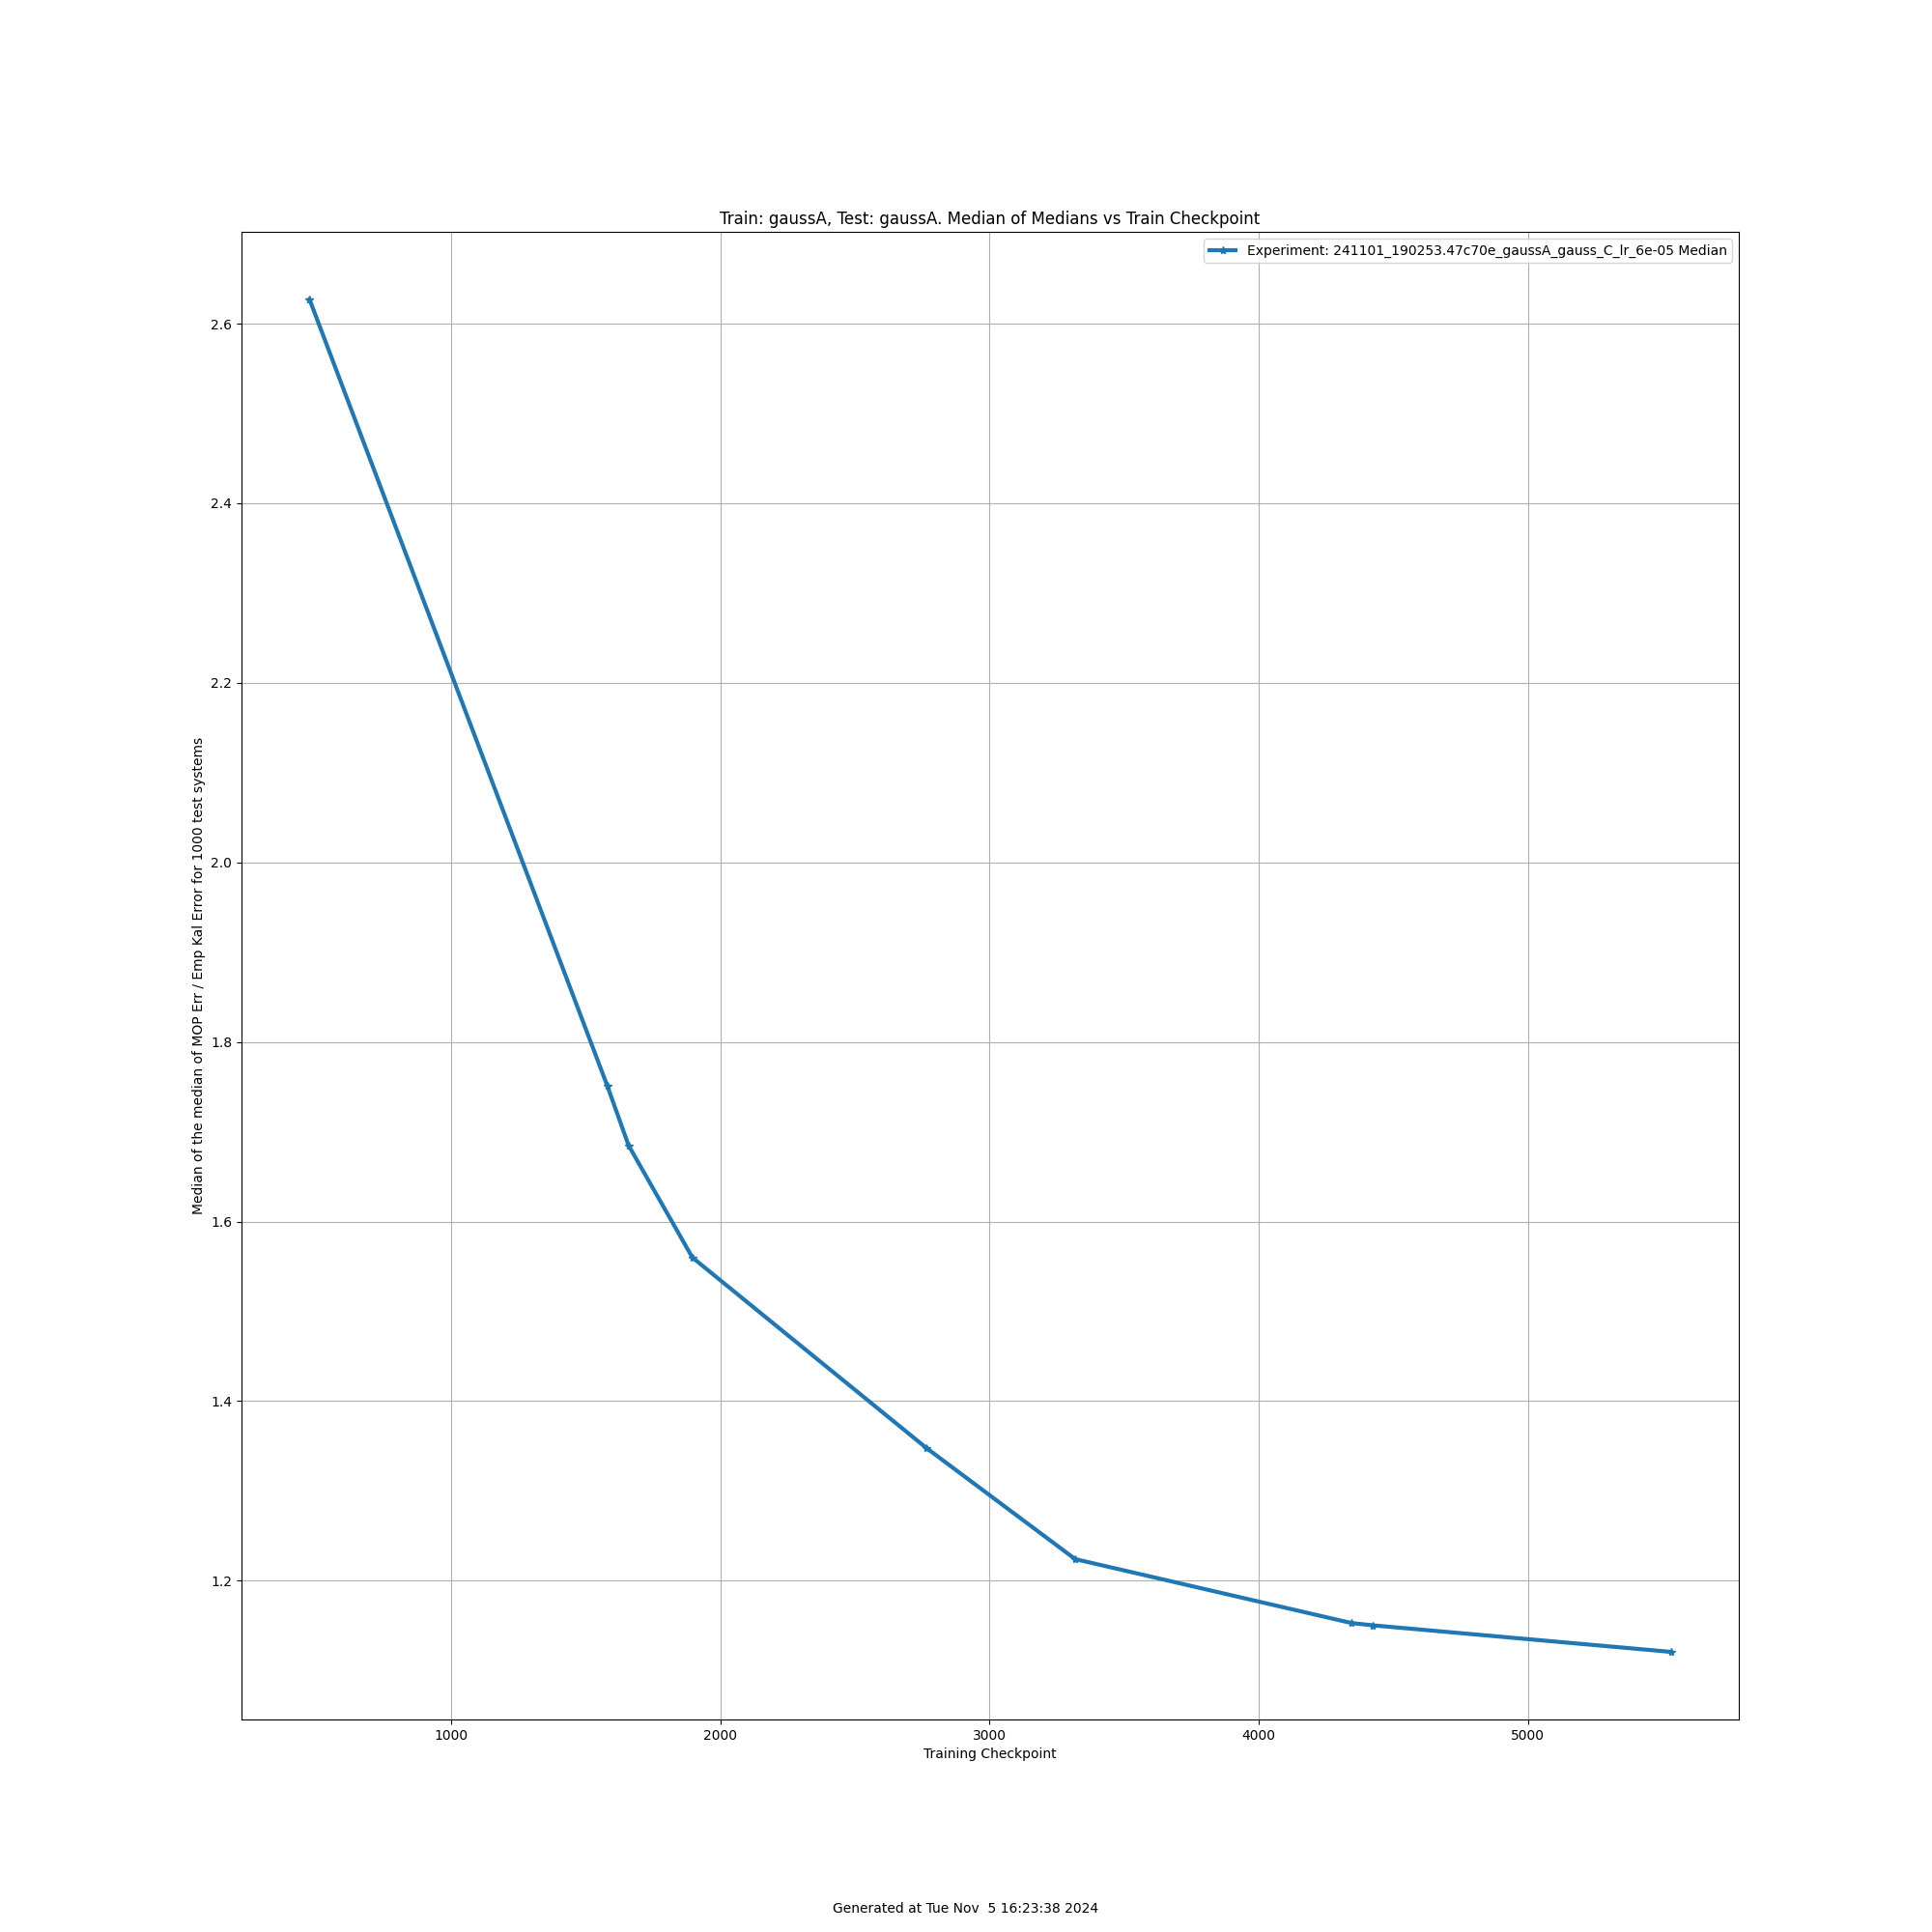 Train: gaussA, Test: gaussA. Median of Medians vs Train Checkpoint
Experiment: 241101_190253.47c70e_gaussA_gauss_C_lr_6e-05 Median
Median of the median of MOP Err / Emp Kal Error for 1000 test systems
2.6
2.4
2.2
2.0
1.8
1.6
1.4
1.2
1000 2000 3000 4000 5000
Training Checkpoint
Generated at Tue Nov  5 16:23:38 2024